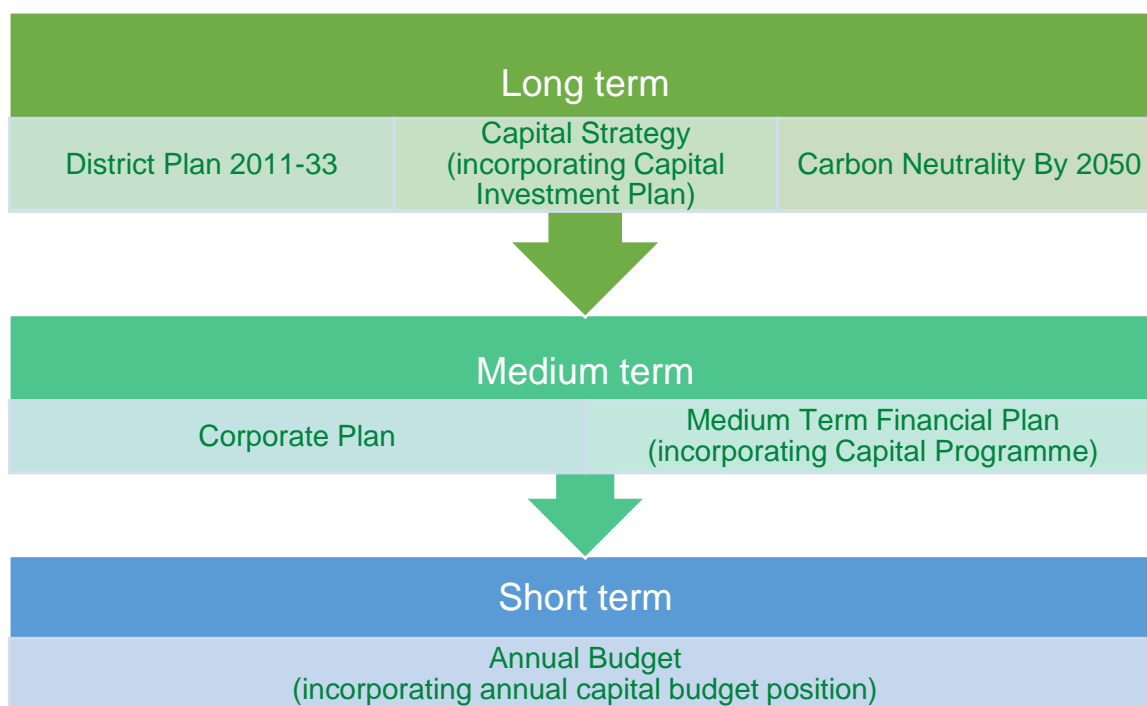 Long term
District Plan 2011-33
Capital Strategy
(incorporating Capital
Investment Plan)
Carbon Neutrality By 2050
Medium term
Corporate Plan
Medium Term Financial Plan
(incorporating Capital Programme)
Short term
Annual Budget
(incorporating annual capital budget position)